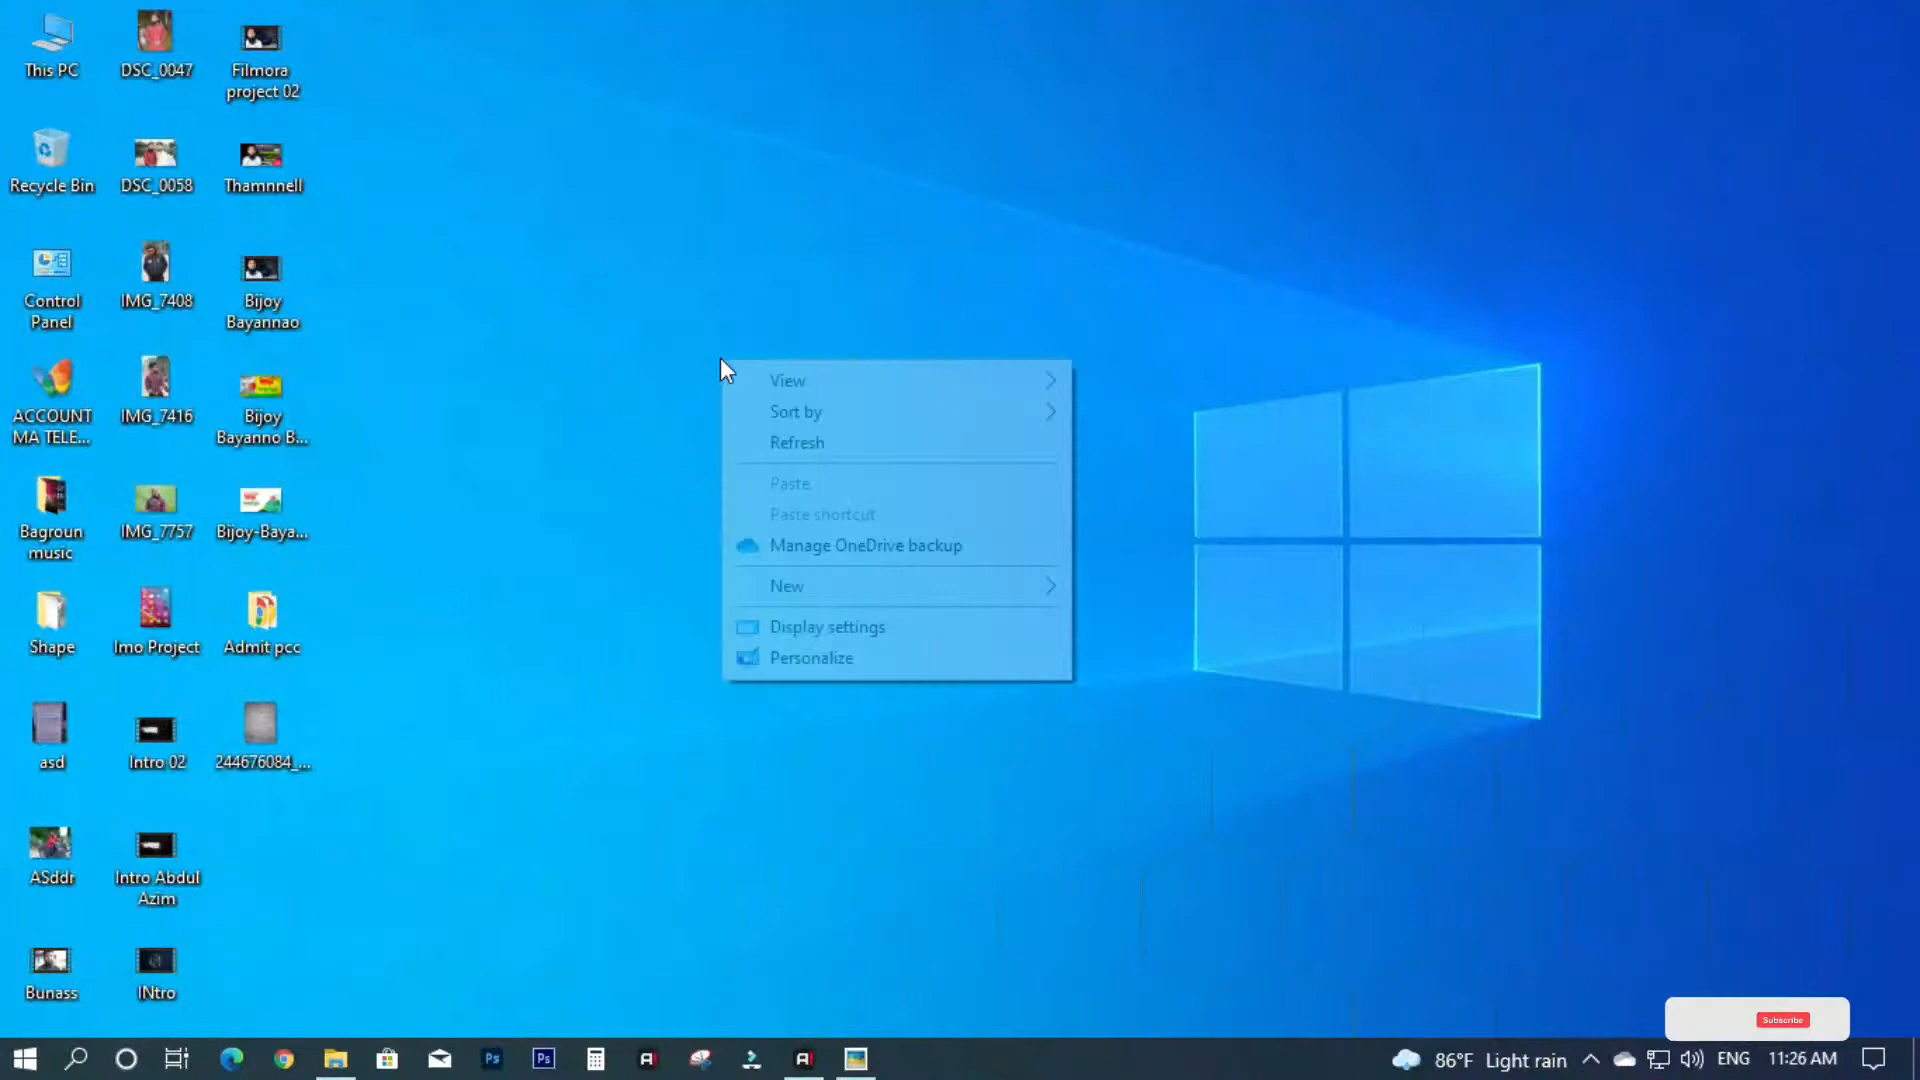 This PC
DSC_0047
Filmora
project 02
Recycle Bin
DSC_0058
Thamnnell
Control
Panel
IMG_7408
Bijoy
Bayannao
ACCOUNT
MA TELE...
IMG_7416
Bijoy
Bayanno B...
Bagroun
music
IMG_7757
Bijoy-Baya...
Shape
Imo Project
Admit pcc
asd
Intro 02
244676084_...
ASddr
Intro Abdul
Azim
Bunass
INtro
View
Sort by
Refresh
Paste
Paste shortcut
Manage OneDrive backup
New
Display settings
Personalize
Subscribe
Ps
Ps
86°F Light rain
ENG
11:26 AM